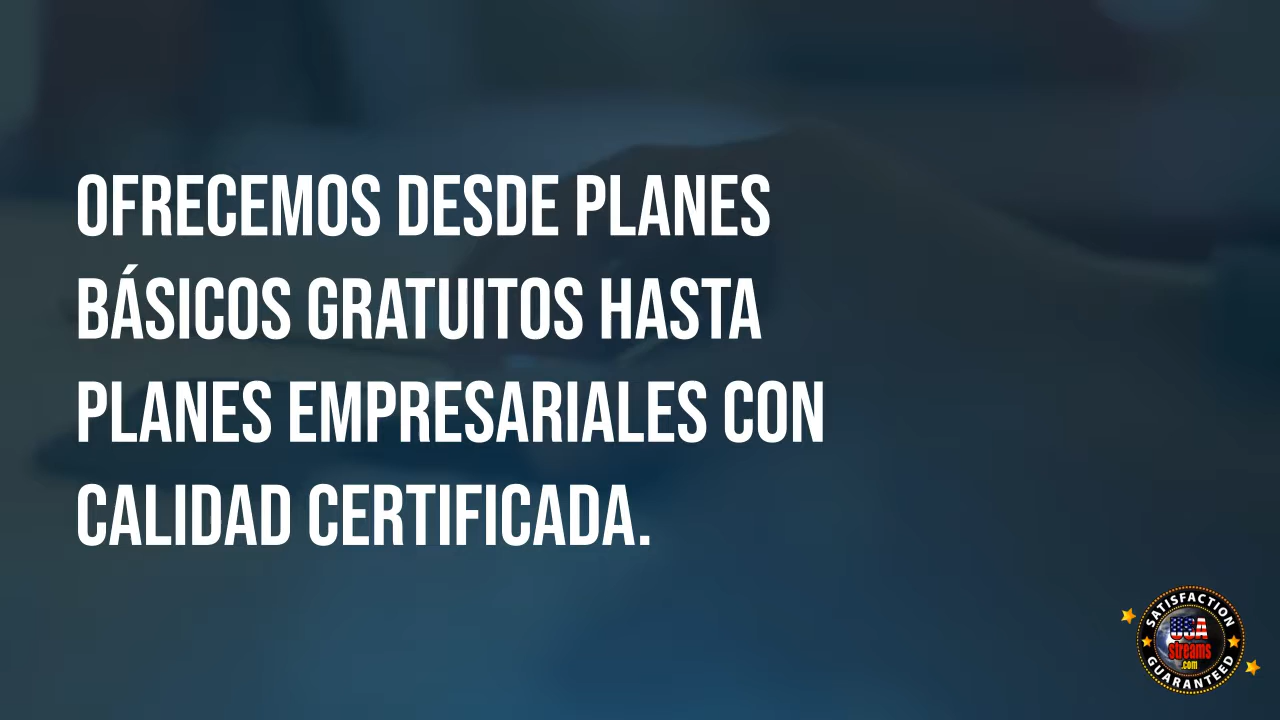 OFRECEMOS DESDE PLANES
BÁSICOS GRATUITOS HASTA
PLANES EMPRESARIALES CON
CALIDAD CERTIFICADA.
SATISFACTION
USA
streams
.com
GUARANTEED